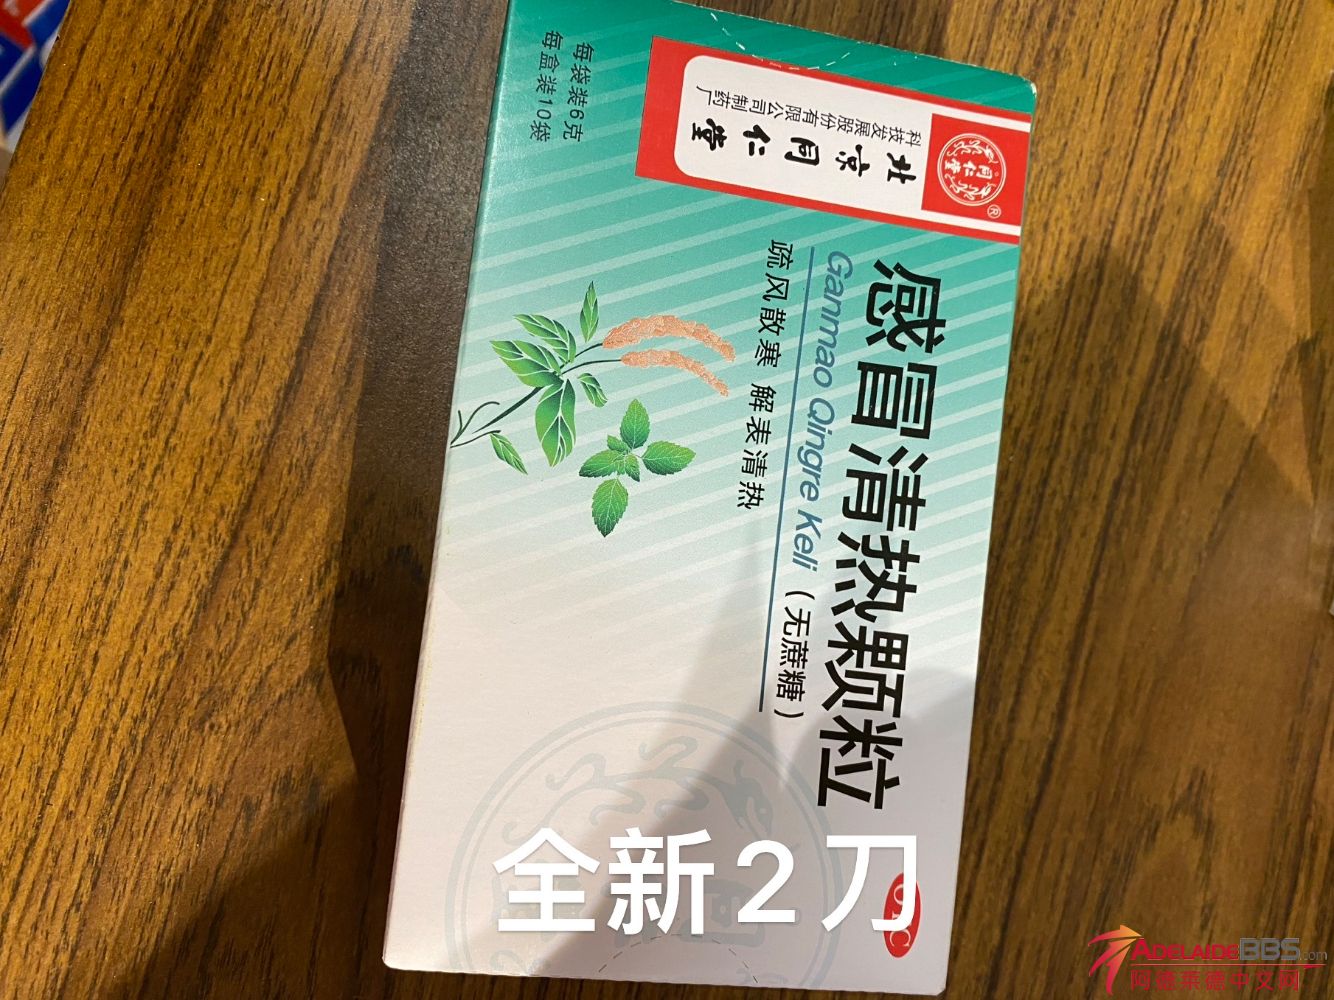 同仁堂
®
北京同仁堂
科技发展股份有限公司制药厂
每袋装6克
每盒装10袋
感冒清热颗粒
Ganmao Qingre Keli（无蔗糖）
疏风散寒 解表清热
OTC
全新2刀
ADELAIDEBBS.com
阿德莱德中文网